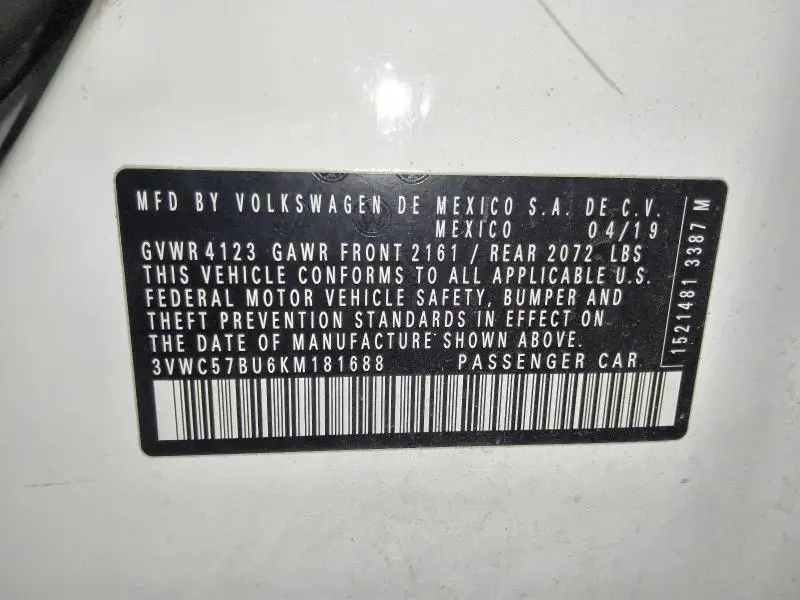 MFD BY VOLKSWAGEN DE MEXICO S.A. DE C.V.
MEXICO 04/19
GVWR 4123 GAWR FRONT 2161 / REAR 2072 LBS
THIS VEHICLE CONFORMS TO ALL APPLICABLE U.S.
FEDERAL MOTOR VEHICLE SAFETY, BUMPER AND
THEFT PREVENTION STANDARDS IN EFFECT ON
THE DATE OF MANUFACTURE SHOWN ABOVE.
3VWC57BU6KM181688 PASSENGER CAR
1521481 3387 M